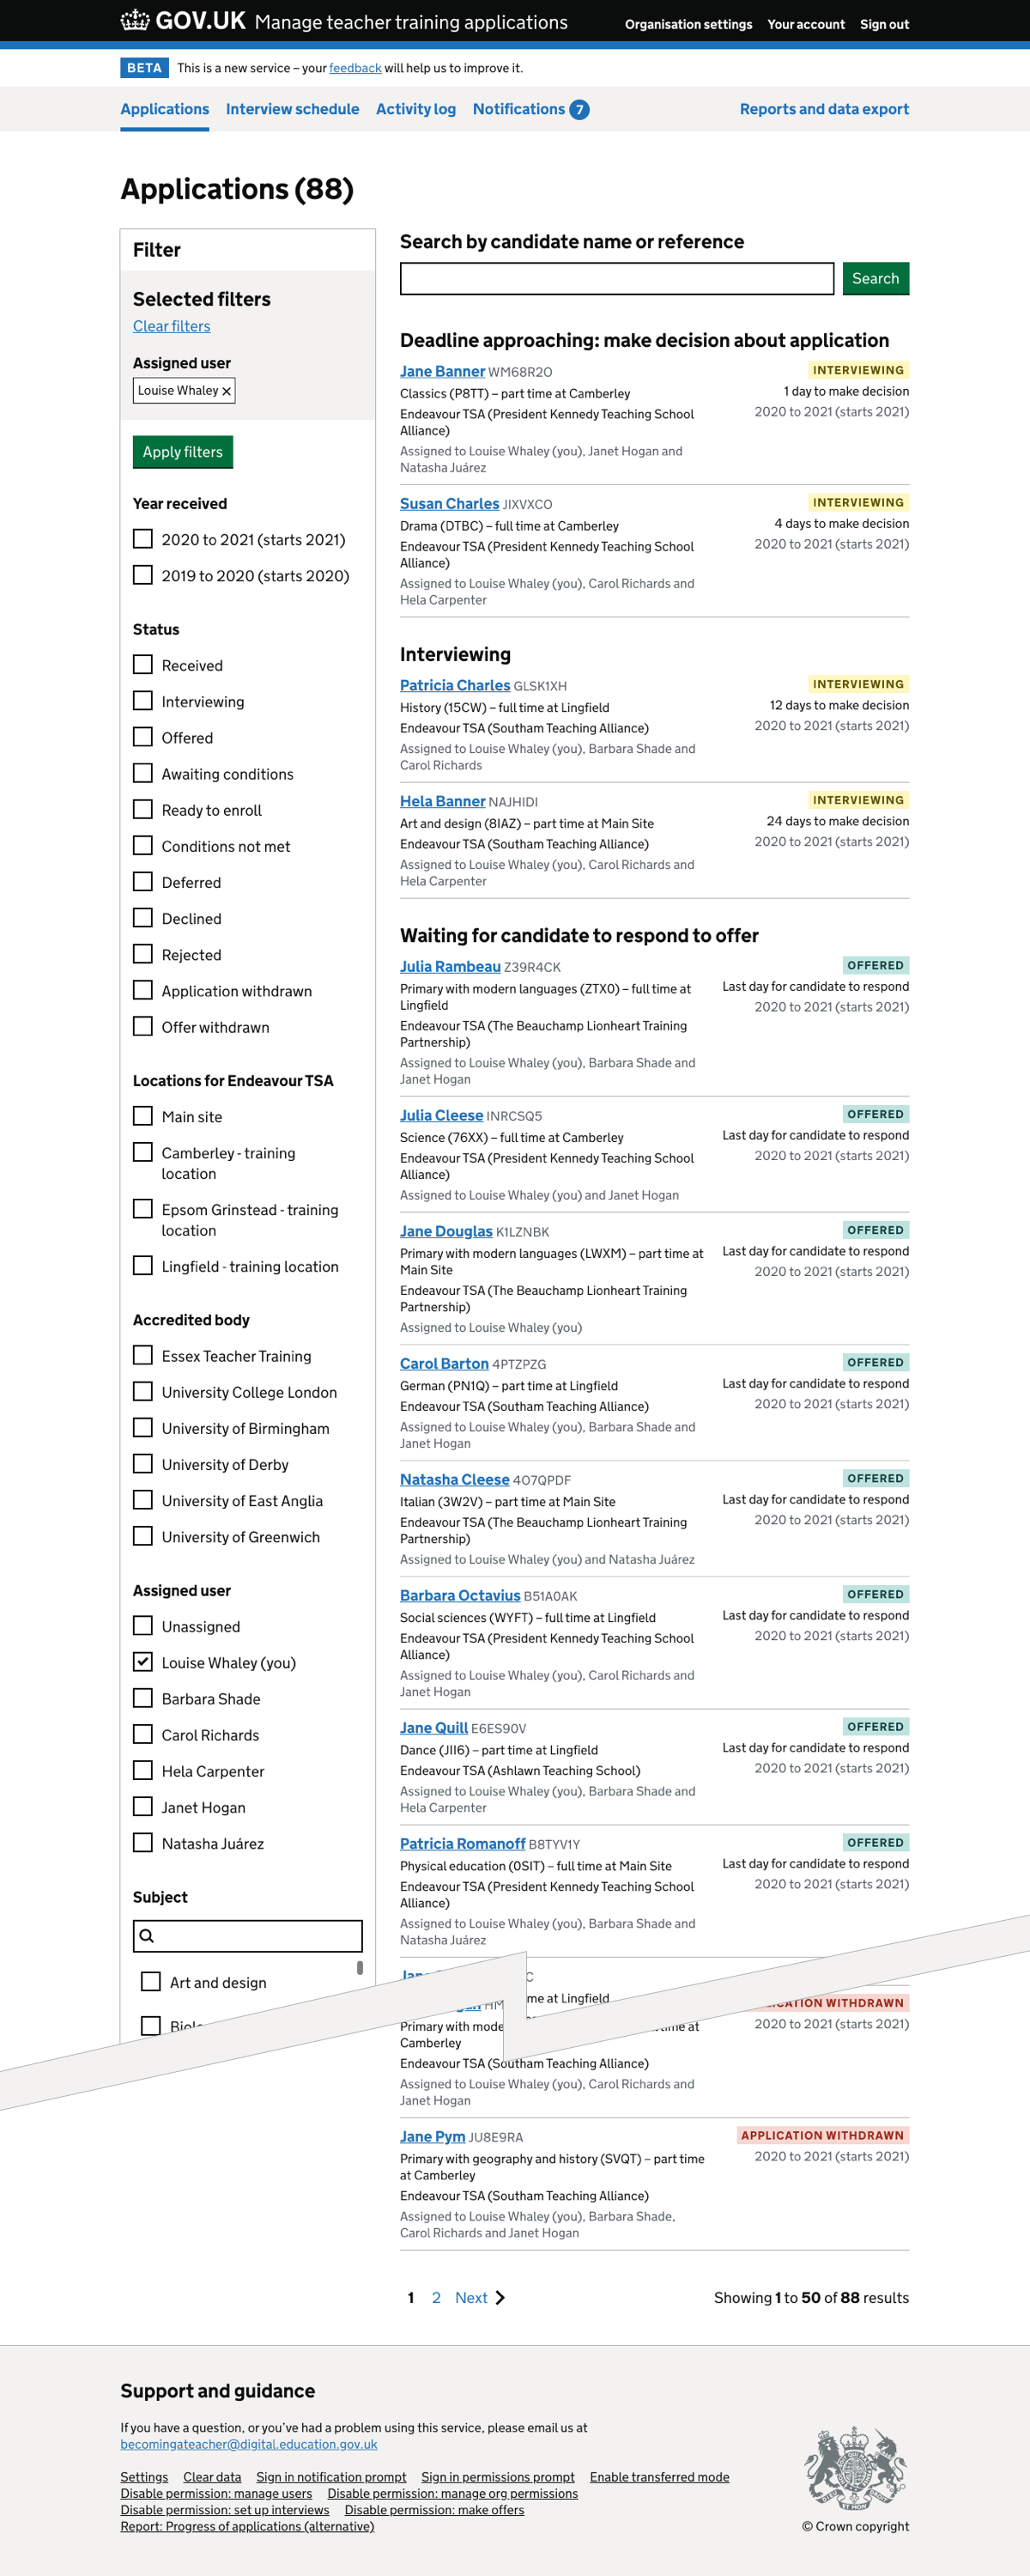 GOV.UK Manage teacher training applications
Organisation settings Your account Sign out
BETA This is a new service – your feedback will help us to improve it.
Applications Interview schedule Activity log Notifications 7 Reports and data export
Applications (88)
Filter
Selected filters
Clear filters
Assigned user
Louise Whaley ×
Apply filters
Year received
2020 to 2021 (starts 2021)
2019 to 2020 (starts 2020)
Status
Received
Interviewing
Offered
Awaiting conditions
Ready to enroll
Conditions not met
Deferred
Declined
Rejected
Application withdrawn
Offer withdrawn
Locations for Endeavour TSA
Main site
Camberley - training
location
Epsom Grinstead - training
location
Lingfield - training location
Accredited body
Essex Teacher Training
University College London
University of Birmingham
University of Derby
University of East Anglia
University of Greenwich
Assigned user
Unassigned
Louise Whaley (you)
Barbara Shade
Carol Richards
Hela Carpenter
Janet Hogan
Natasha Juárez
Subject
Art and design
Search by candidate name or reference
Search
Deadline approaching: make decision about application
Jane Banner WM68R2O
INTERVIEWING
Classics (P8TT) – part time at Camberley
1 day to make decision
Endeavour TSA (President Kennedy Teaching School
Alliance)
2020 to 2021 (starts 2021)
Assigned to Louise Whaley (you), Janet Hogan and
Natasha Juárez
Susan Charles JIXVXCO
INTERVIEWING
Drama (DTBC) – full time at Camberley
4 days to make decision
Endeavour TSA (President Kennedy Teaching School
Alliance)
2020 to 2021 (starts 2021)
Assigned to Louise Whaley (you), Carol Richards and
Hela Carpenter
Interviewing
Patricia Charles GLSK1XH
INTERVIEWING
History (15CW) – full time at Lingfield
12 days to make decision
Endeavour TSA (Southam Teaching Alliance)
2020 to 2021 (starts 2021)
Assigned to Louise Whaley (you), Barbara Shade and
Carol Richards
Hela Banner NAJHIDI
INTERVIEWING
Art and design (8IAZ) – part time at Main Site
24 days to make decision
Endeavour TSA (Southam Teaching Alliance)
2020 to 2021 (starts 2021)
Assigned to Louise Whaley (you), Carol Richards and
Hela Carpenter
Waiting for candidate to respond to offer
Julia Rambeau Z39R4CK
OFFERED
Primary with modern languages (ZTX0) – full time at
Lingfield
Last day for candidate to respond
Endeavour TSA (The Beauchamp Lionheart Training
Partnership)
2020 to 2021 (starts 2021)
Assigned to Louise Whaley (you), Barbara Shade and
Janet Hogan
Julia Cleese INRCSQ5
OFFERED
Science (76XX) – full time at Camberley
Last day for candidate to respond
Endeavour TSA (President Kennedy Teaching School
Alliance)
2020 to 2021 (starts 2021)
Assigned to Louise Whaley (you) and Janet Hogan
Jane Douglas K1LZNBK
OFFERED
Primary with modern languages (LWXM) – part time at
Main Site
Last day for candidate to respond
Endeavour TSA (The Beauchamp Lionheart Training
Partnership)
2020 to 2021 (starts 2021)
Assigned to Louise Whaley (you)
Carol Barton 4PTZPZG
OFFERED
German (PN1Q) – part time at Lingfield
Last day for candidate to respond
Endeavour TSA (Southam Teaching Alliance)
2020 to 2021 (starts 2021)
Assigned to Louise Whaley (you), Barbara Shade and
Janet Hogan
Natasha Cleese 4O7QPDF
OFFERED
Italian (3W2V) – part time at Main Site
Last day for candidate to respond
Endeavour TSA (The Beauchamp Lionheart Training
Partnership)
2020 to 2021 (starts 2021)
Assigned to Louise Whaley (you) and Natasha Juárez
Barbara Octavius B51A0AK
OFFERED
Social sciences (WYFT) – full time at Lingfield
Last day for candidate to respond
Endeavour TSA (President Kennedy Teaching School
Alliance)
2020 to 2021 (starts 2021)
Assigned to Louise Whaley (you), Carol Richards and
Janet Hogan
Jane Quill E6ES90V
OFFERED
Dance (JII6) – part time at Lingfield
Last day for candidate to respond
Endeavour TSA (Ashlawn Teaching School)
2020 to 2021 (starts 2021)
Assigned to Louise Whaley (you), Barbara Shade and
Hela Carpenter
Patricia Romanoff B8TYV1Y
OFFERED
Physical education (0SIT) – full time at Main Site
Last day for candidate to respond
Endeavour TSA (President Kennedy Teaching School
Alliance)
2020 to 2021 (starts 2021)
Assigned to Louise Whaley (you), Barbara Shade and
Natasha Juárez
at Lingfield
WITHDRAWN
Primary with
at
Camberley
2020 to 2021 (starts 2021)
Endeavour TSA (Southam Teaching Alliance)
Assigned to Louise Whaley (you), Carol Richards and
Janet Hogan
Jane Pym JU8E9RA
APPLICATION WITHDRAWN
Primary with geography and history (SVQT) – part time
at Camberley
2020 to 2021 (starts 2021)
Endeavour TSA (Southam Teaching Alliance)
Assigned to Louise Whaley (you), Barbara Shade,
Carol Richards and Janet Hogan
1 2 Next
Showing 1 to 50 of 88 results
Support and guidance
If you have a question, or you've had a problem using this service, please email us at
becomingateacher@digital.education.gov.uk
Settings Clear data Sign in notification prompt Sign in permissions prompt Enable transferred mode
Disable permission: manage users Disable permission: manage org permissions
Disable permission: set up interviews Disable permission: make offers
Report: Progress of applications (alternative)
© Crown copyright